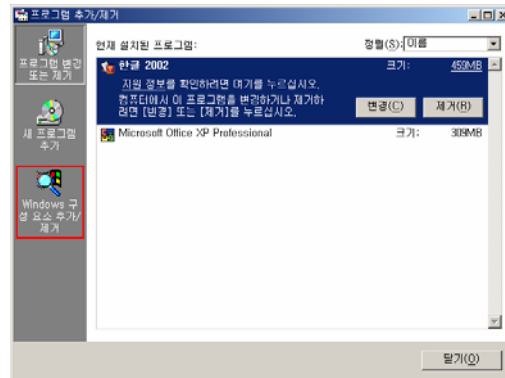 프로그램 추가/제거
프로그램 변경
또는 제거
새 프로그램
추가
Windows 구
성 요소 추가/
제거
현재 설치된 프로그램:
정렬(S): 이름
한글 2002
크기: 459MB
지원 정보를 확인하려면 여기를 누르십시오.
컴퓨터에서 이 프로그램을 변경하거나 제거하
려면 [변경] 또는 [제거]를 누르십시오.
변경(C) 제거(R)
Microsoft Office XP Professional 크기: 309MB
닫기(O)